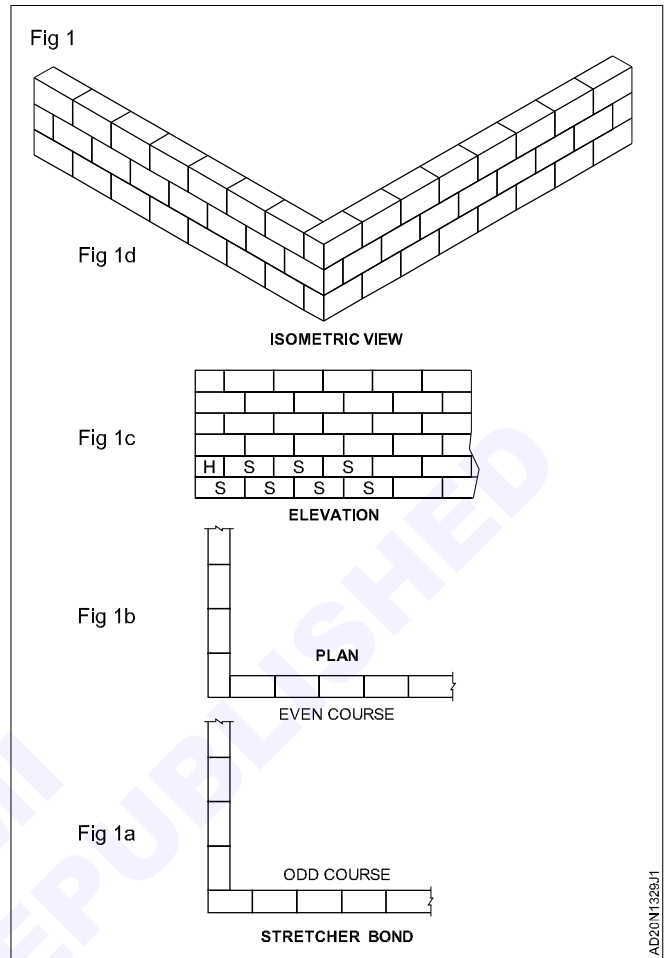 Fig 1
Fig 1d
ISOMETRIC VIEW
Fig 1c
H S S S
S S S S
ELEVATION
Fig 1b
PLAN
EVEN COURSE
Fig 1a
ODD COURSE
STRETCHER BOND
AD20N1329J1